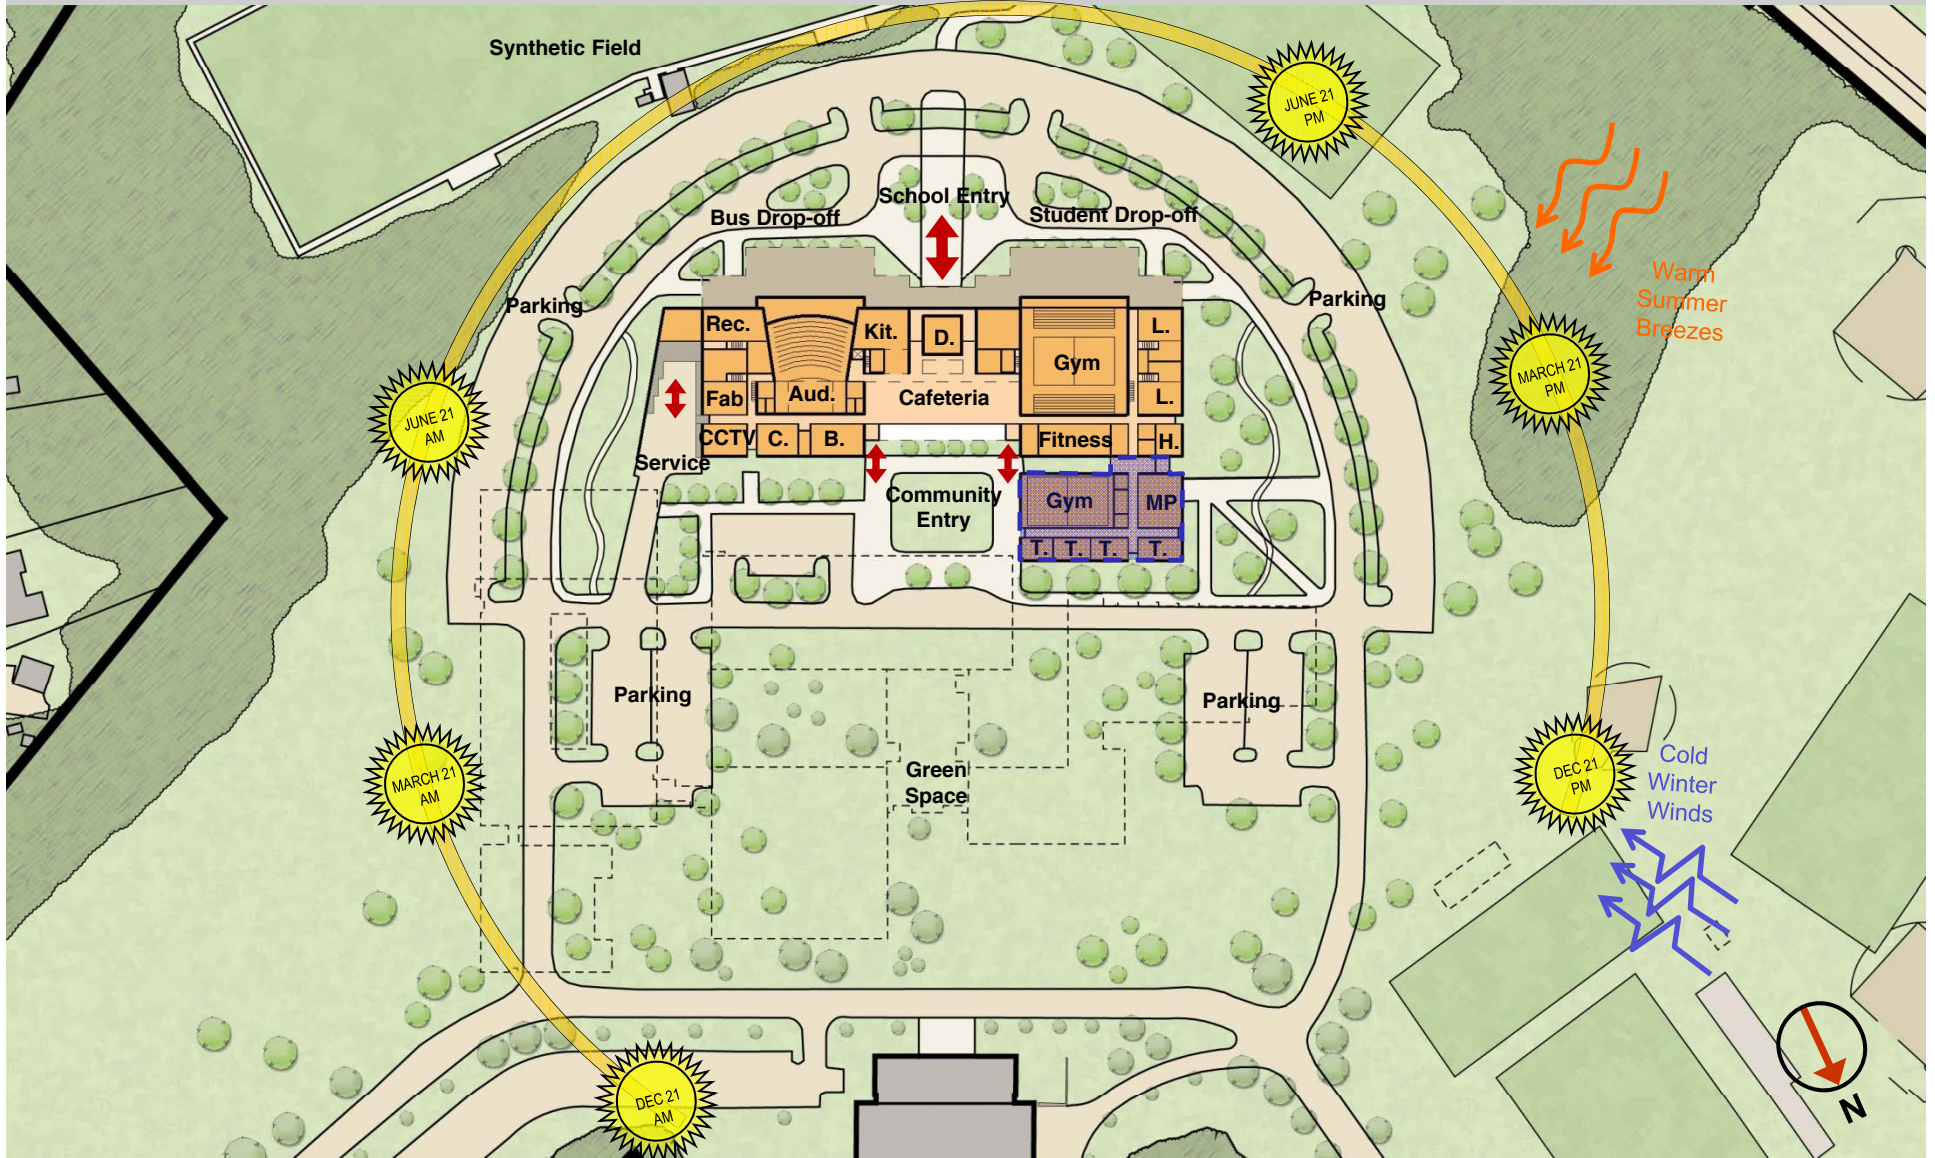 Synthetic Field
JUNE 21
PM
School Entry
Bus Drop-off
Student Drop-off
Warm
Summer
Breezes
Parking
Parking
Rec.
Kit.
D.
L.
Gym
MARCH 21
PM
Fab
Aud.
Cafeteria
L.
JUNE 21
AM
CCTV
C.
B.
Fitness
H.
Service
Community
Entry
Gym
MP
T.
T.
T.
T.
Parking
Parking
Green
Space
MARCH 21
AM
DEC 21
PM
Cold
Winter
Winds
DEC 21
AM
N